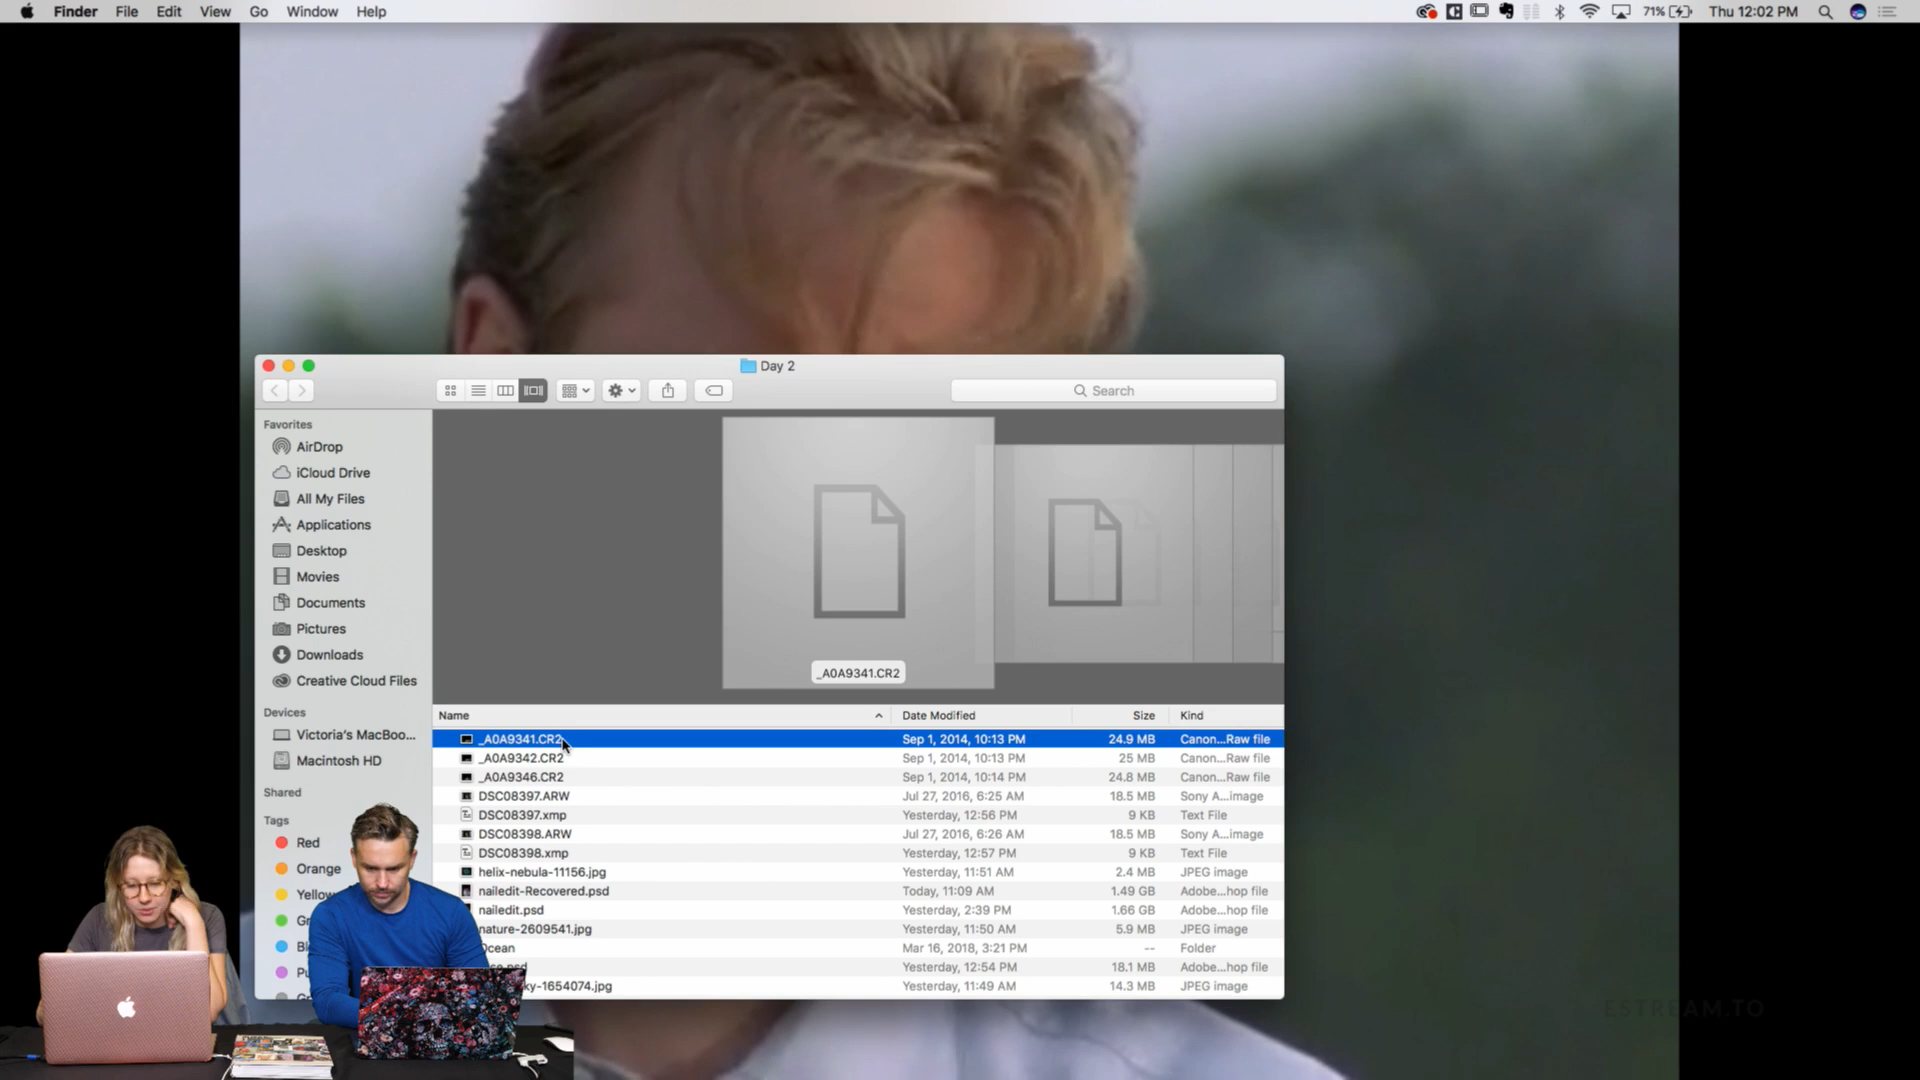 Finder File Edit View Go Window Help
71% Thu 12:02 PM
Day 2
Search
Favorites
AirDrop
iCloud Drive
All My Files
Applications
Desktop
Movies
Documents
Pictures
Downloads
Creative Cloud Files
Devices
Victoria's MacBoo...
Macintosh HD
Shared
Tags
Red
Orange
Yellow
Gr
Bl
Pu
G
_A0A9341.CR2
Name Date Modified Size Kind
_A0A9341.CR2 Sep 1, 2014, 10:13 PM 24.9 MB Canon...Raw file
_A0A9342.CR2 Sep 1, 2014, 10:13 PM 25 MB Canon...Raw file
_A0A9346.CR2 Sep 1, 2014, 10:14 PM 24.8 MB Canon...Raw file
DSC08397.ARW Jul 27, 2016, 6:25 AM 18.5 MB Sony A...image
DSC08397.xmp Yesterday, 12:56 PM 9 KB Text File
DSC08398.ARW Jul 27, 2016, 6:26 AM 18.5 MB Sony A...image
DSC08398.xmp Yesterday, 12:57 PM 9 KB Text File
helix-nebula-11156.jpg Yesterday, 11:51 AM 2.4 MB JPEG image
nailedit-Recovered.psd Today, 11:09 AM 1.49 GB Adobe...hop file
nailedit.psd Yesterday, 2:39 PM 1.66 GB Adobe...hop file
nature-2609541.jpg Yesterday, 11:50 AM 5.9 MB JPEG image
Ocean Mar 16, 2018, 3:21 PM -- Folder
Yesterday, 12:54 PM 18.1 MB Adobe...hop file
ky-1654074.jpg Yesterday, 11:49 AM 14.3 MB JPEG image
ESTREAM.TO